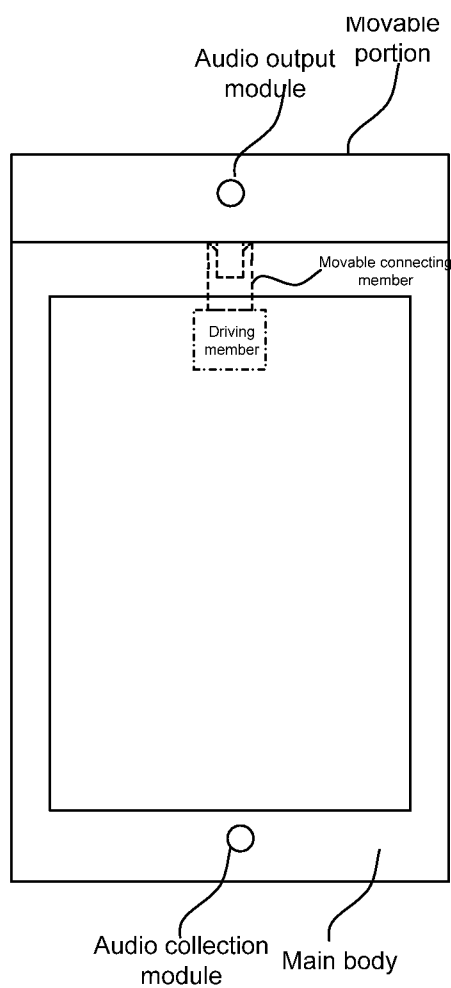 Movable
portion
Audio output
module
Movable connecting
member
Driving
member
Audio collection
module
Main body